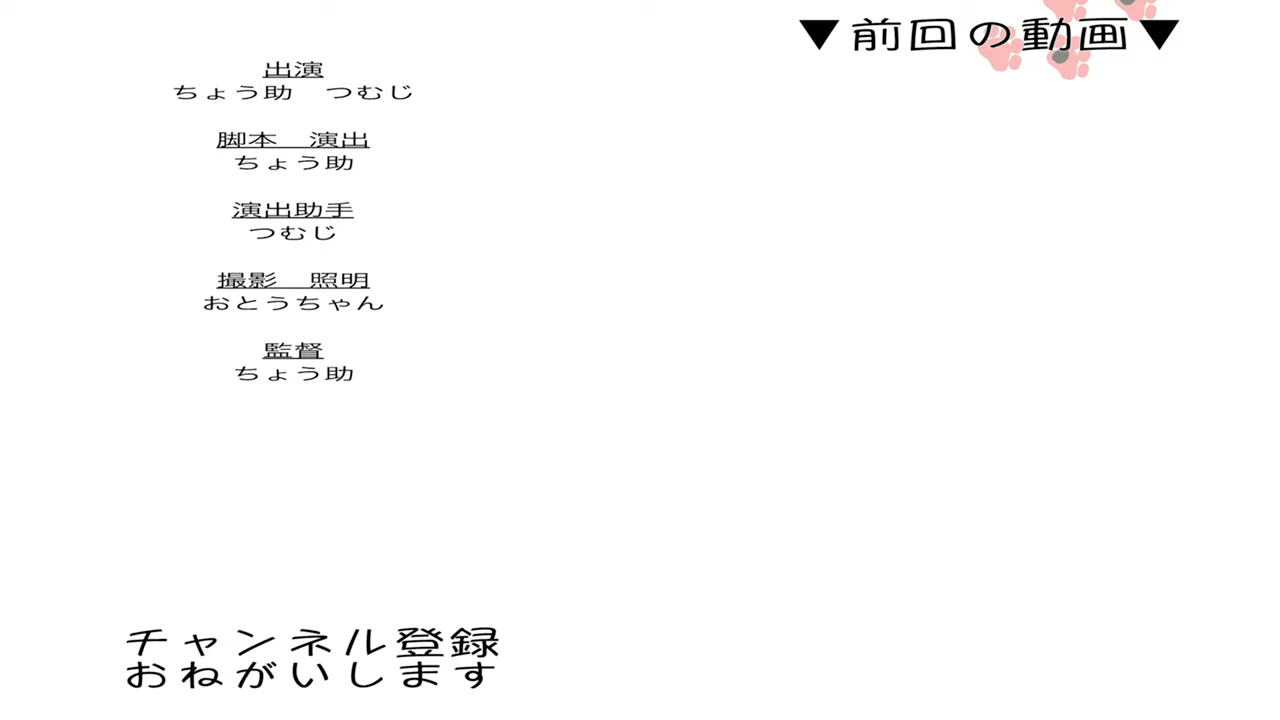 ▼前回の動画▼
出演
ちょう助　つむじ
脚本　演出
ちょう助
演出助手
つむじ
撮影　照明
おとうちゃん
監督
ちょう助
チャンネル登録
おねがいします